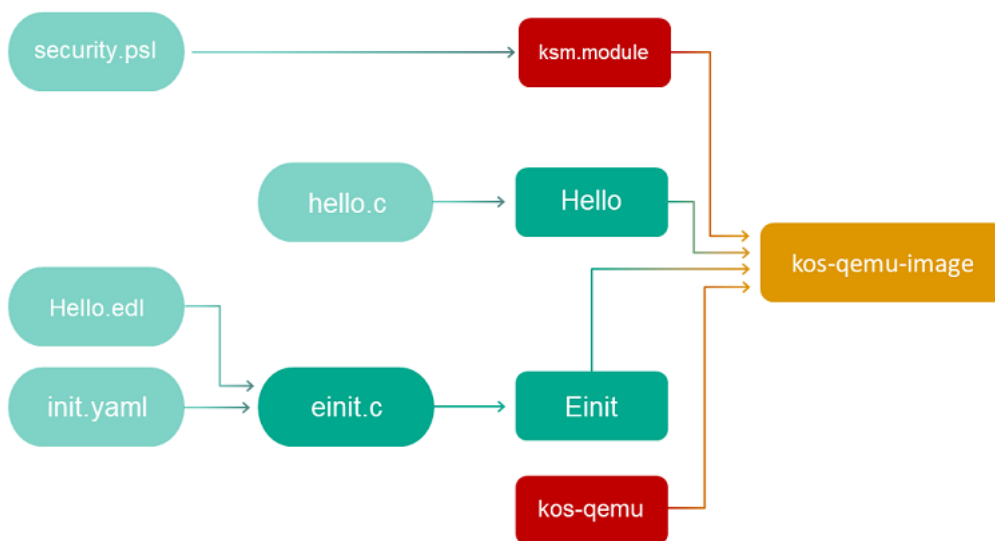 security.psl
ksm.module
hello.c
Hello
kos-qemu-image
Hello.edl
init.yaml
einit.c
Einit
kos-qemu